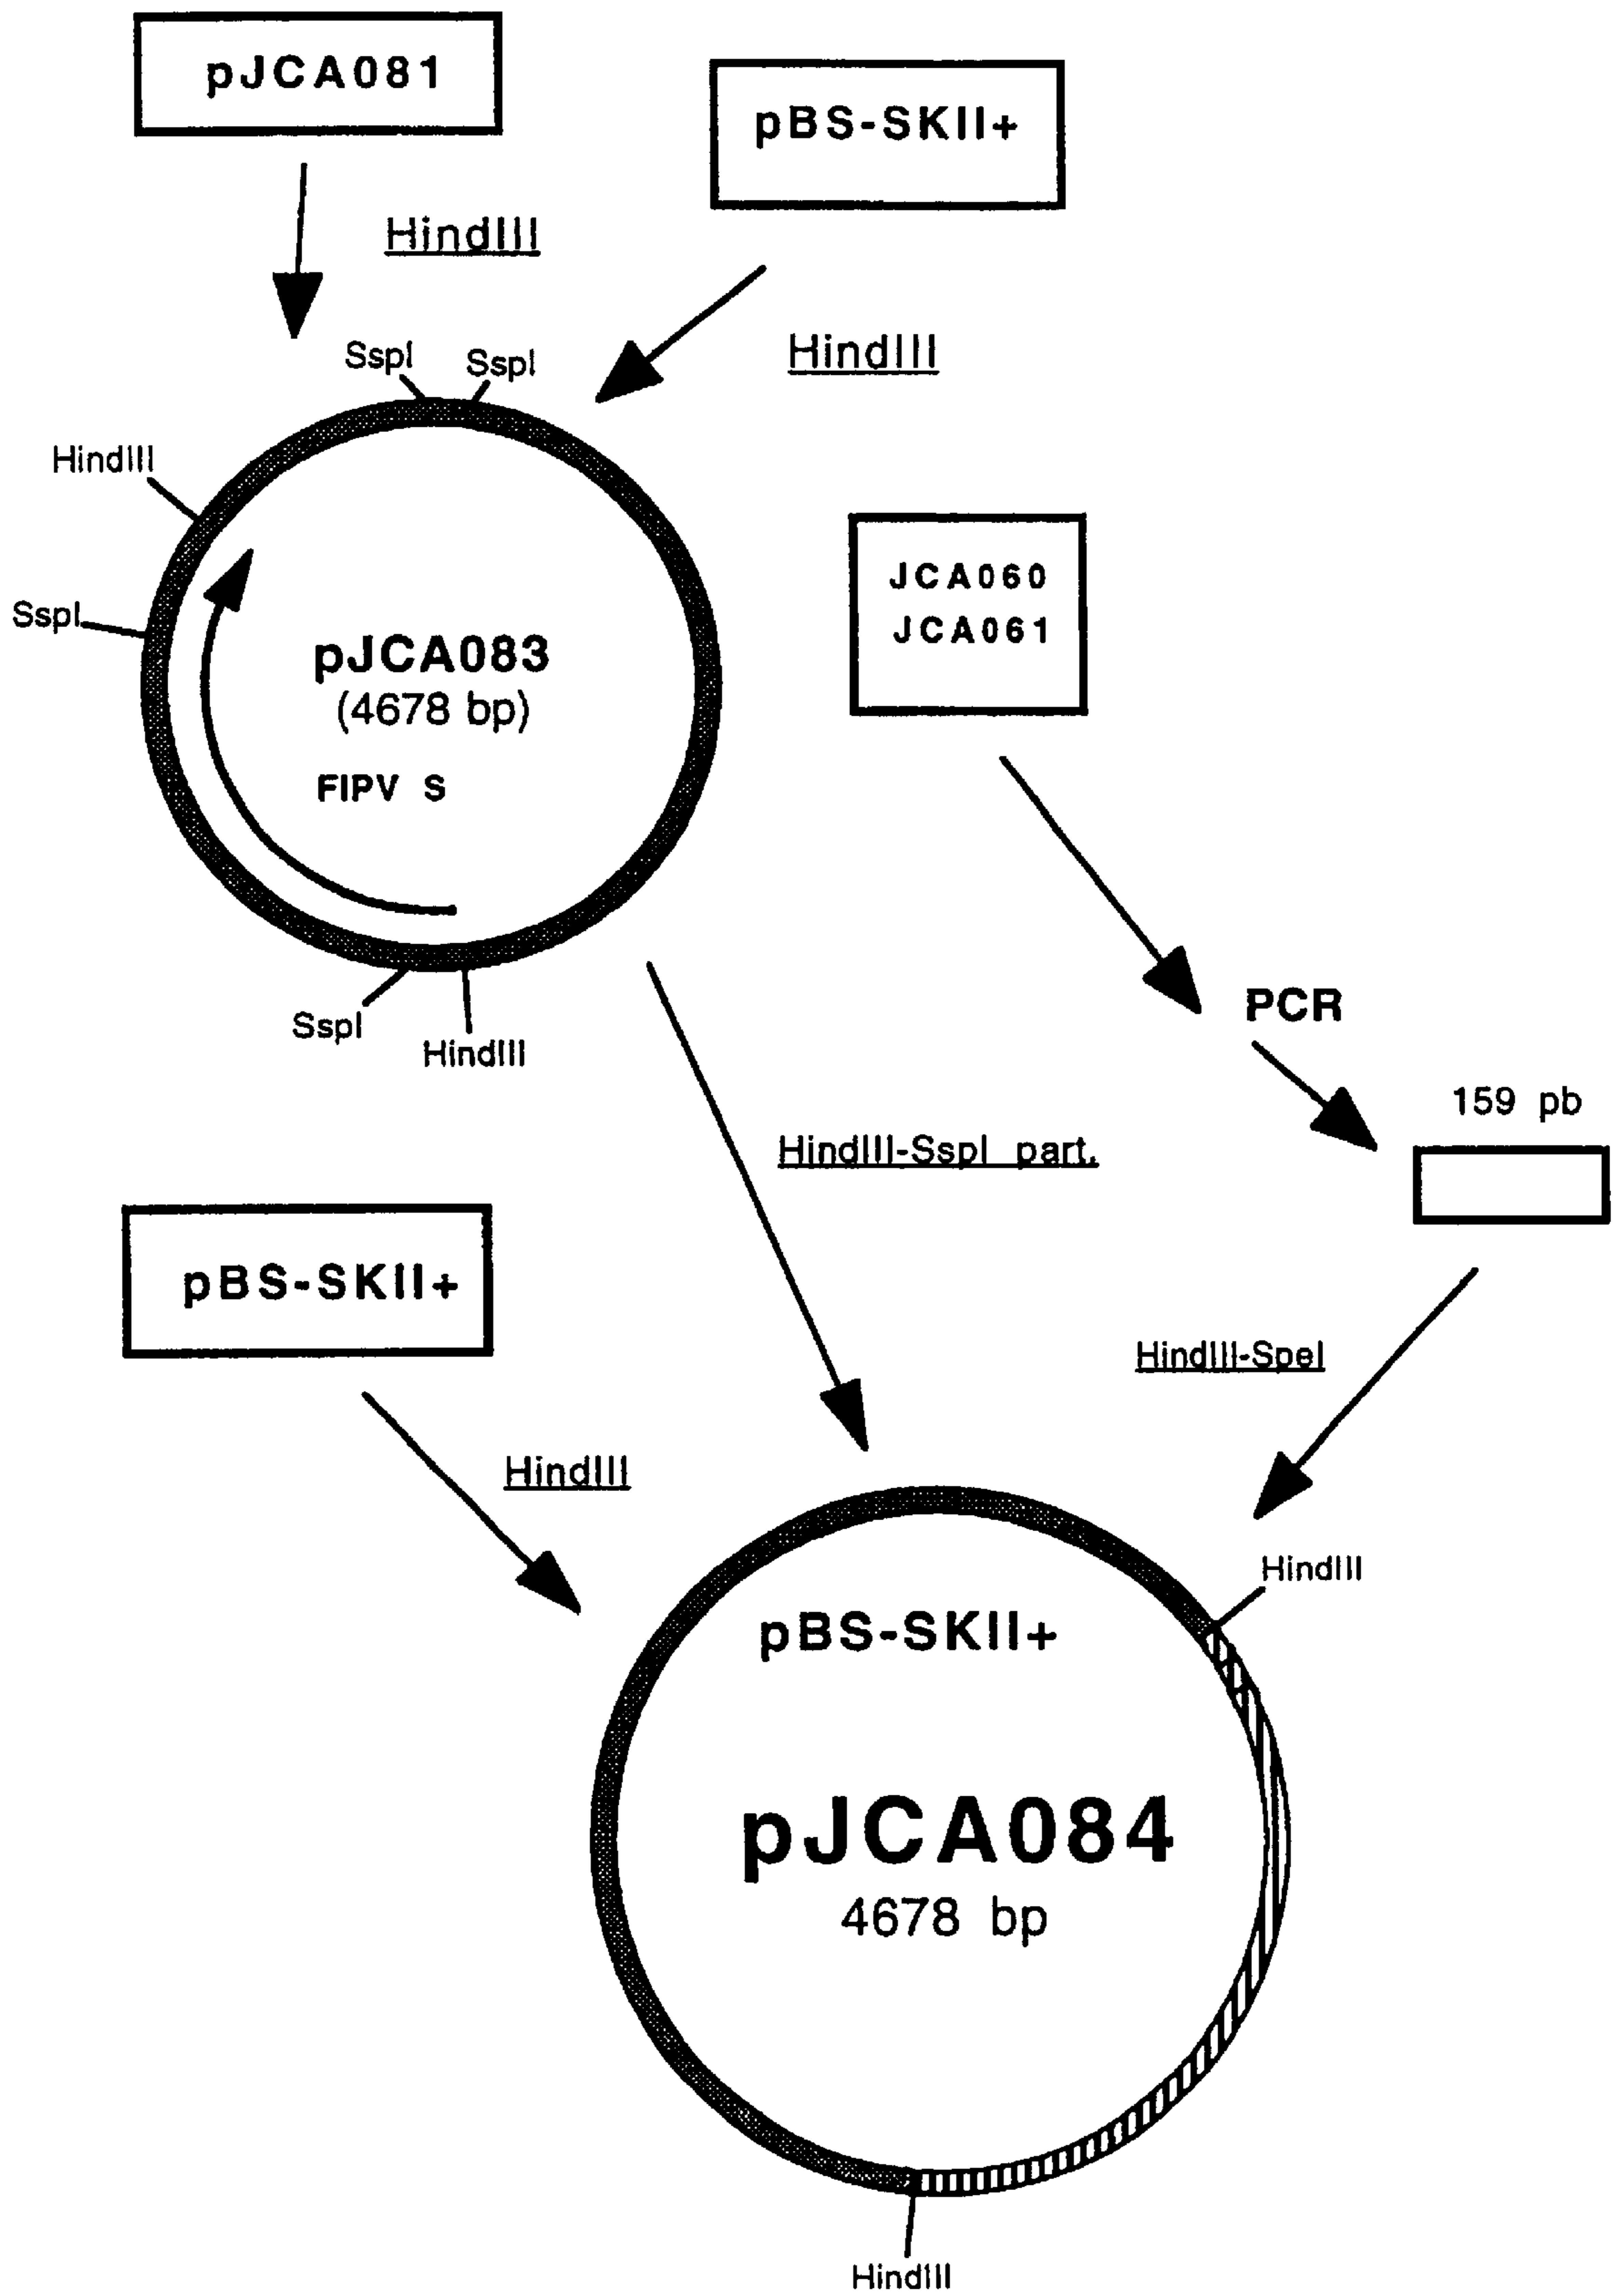 pJCA081
pBS-SKII+
HindIII
HindIII
SspI
SspI
HindIII
SspI
pJCA083
(4678 bp)
FIPV S
JCA060
JCA061
SspI
HindIII
PCR
159 pb
HindIII-SspI part.
pBS-SKII+
HindIII-SpeI
HindIII
HindIII
pBS-SKII+
pJCA084
4678 bp
HindIII